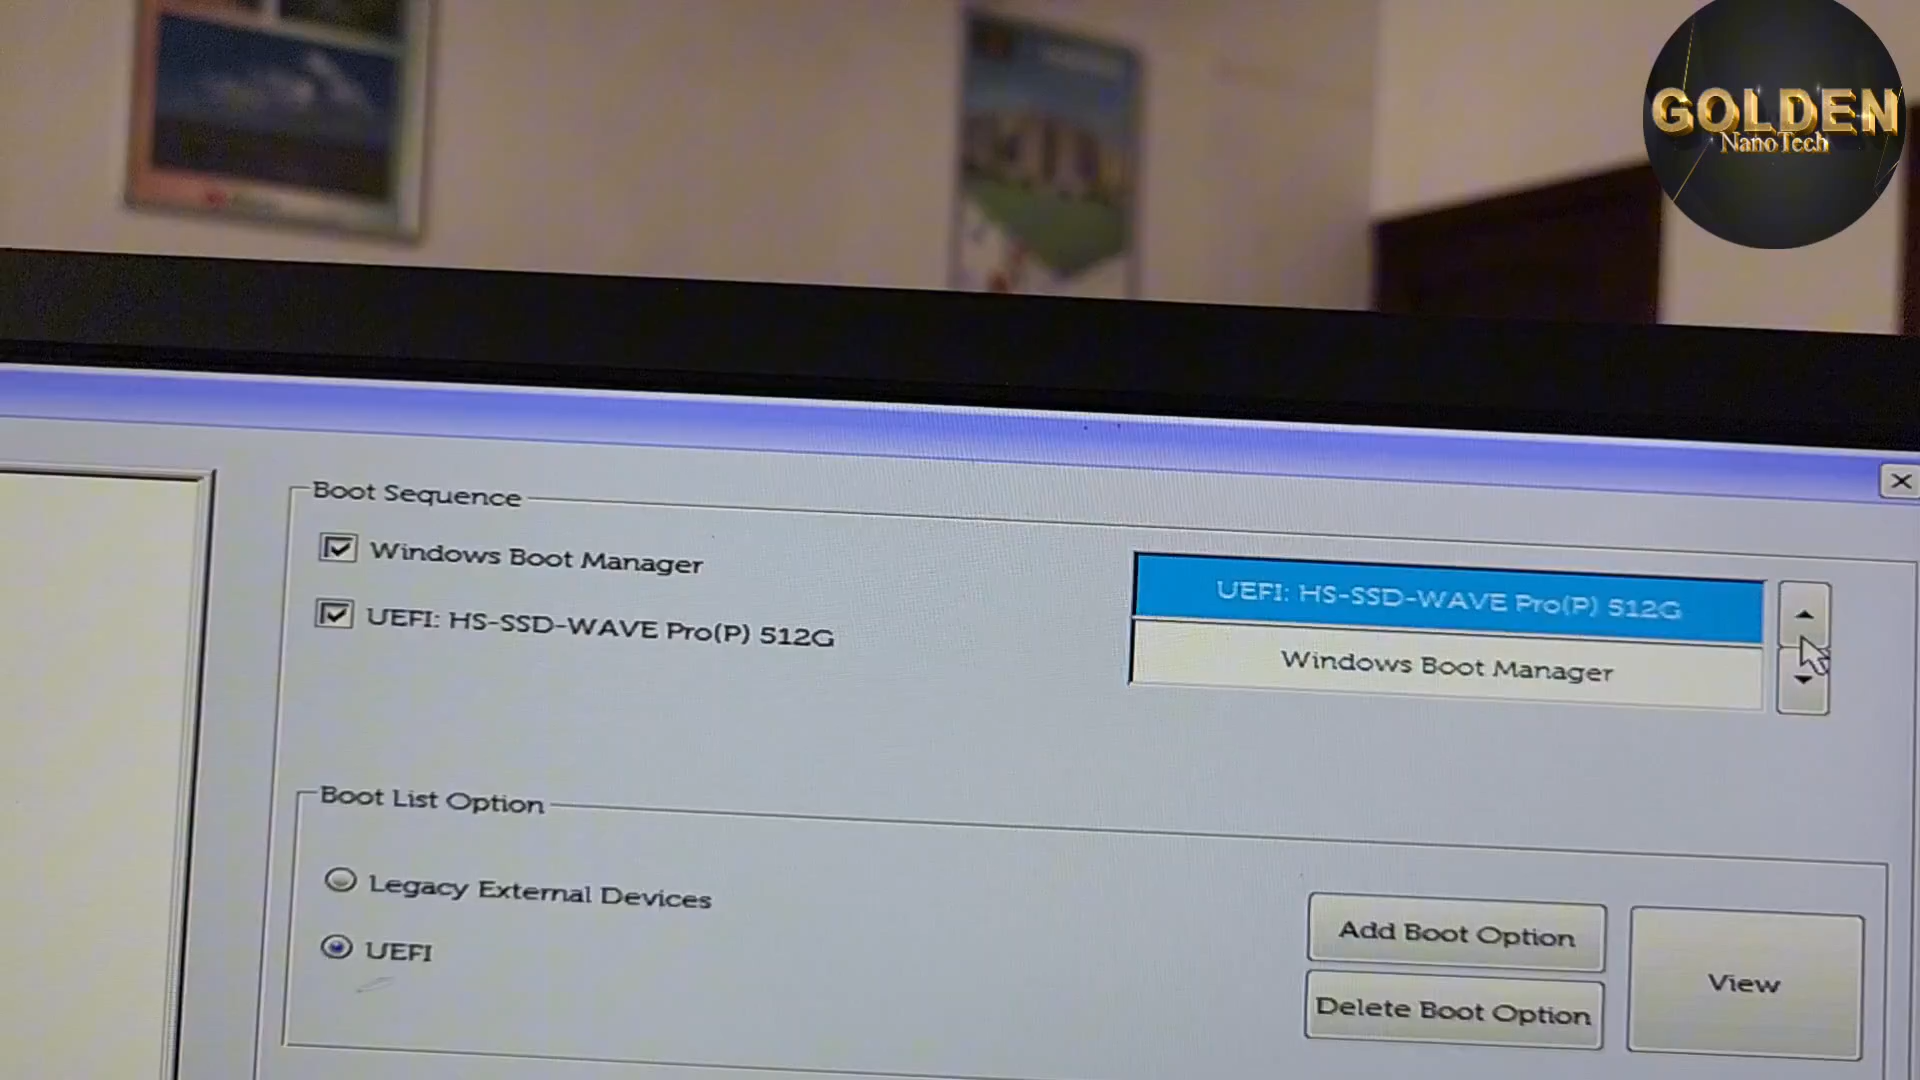 GOLDEN
NanoTech
Boot Sequence
Windows Boot Manager
UEFI: HS-SSD-WAVE Pro(P) 512G
UEFI: HS-SSD-WAVE Pro(P) 512G
Windows Boot Manager
Boot List Option
Legacy External Devices
UEFI
Add Boot Option
Delete Boot Option
View